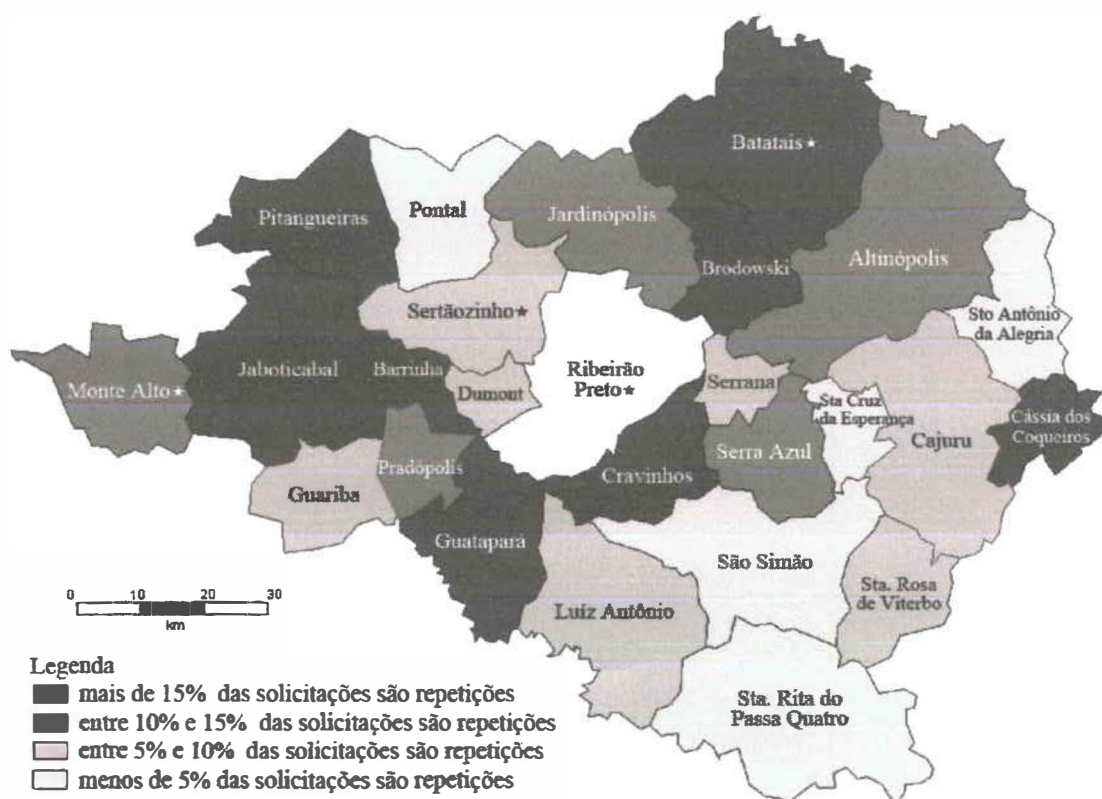 Batatais ★
Pitangueiras
Pontal
Jardinópolis
Brodowski
Altinópolis
Sertãozinho★
Sto Antônio
da Alegria
Monte Alto ★
Jaboticabal
Barrinha
Dumont
Ribeirão
Preto★
Serrana
Sta Cruz
da Esperança
Cajuru
Cássia dos
Coqueiros
Guariba
Pradópolis
Cravinhos
Serra Azul
Guatapará
São Simão
Luíz Antônio
Sta. Rosa
de Viterbo
Sta. Rita do
Passa Quatro
0 10 20 30
km
Legenda
mais de 15% das solicitações são repetições
entre 10% e 15% das solicitações são repetições
entre 5% e 10% das solicitações são repetições
menos de 5% das solicitações são repetições